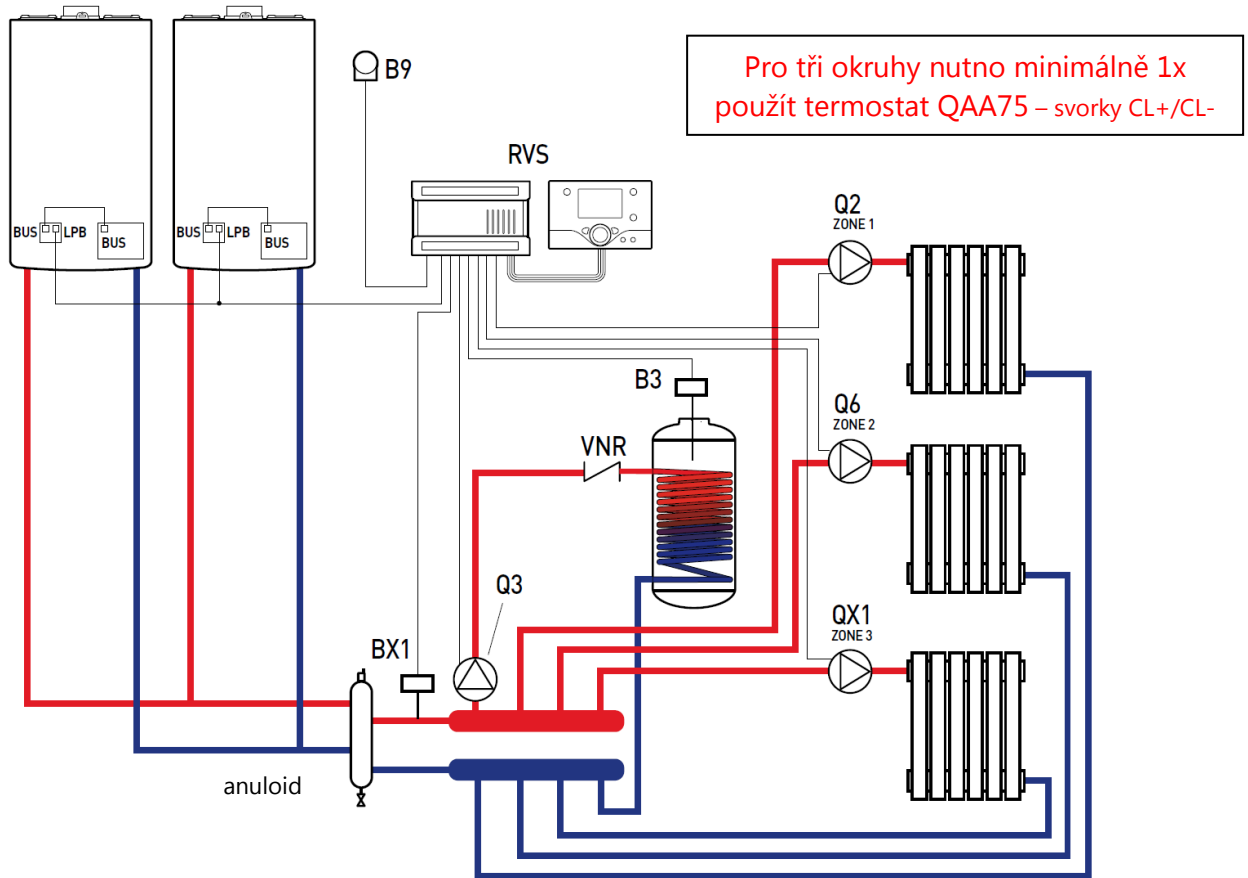 B9
Pro tři okruhy nutno minimálně 1x
použít termostat QAA75 – svorky CL+/CL-
RVS
Q2
ZONE 1
BUS LPB
BUS
BUS LPB
BUS
B3
Q6
ZONE 2
VNR
Q3
QX1
ZONE 3
BX1
anuloid